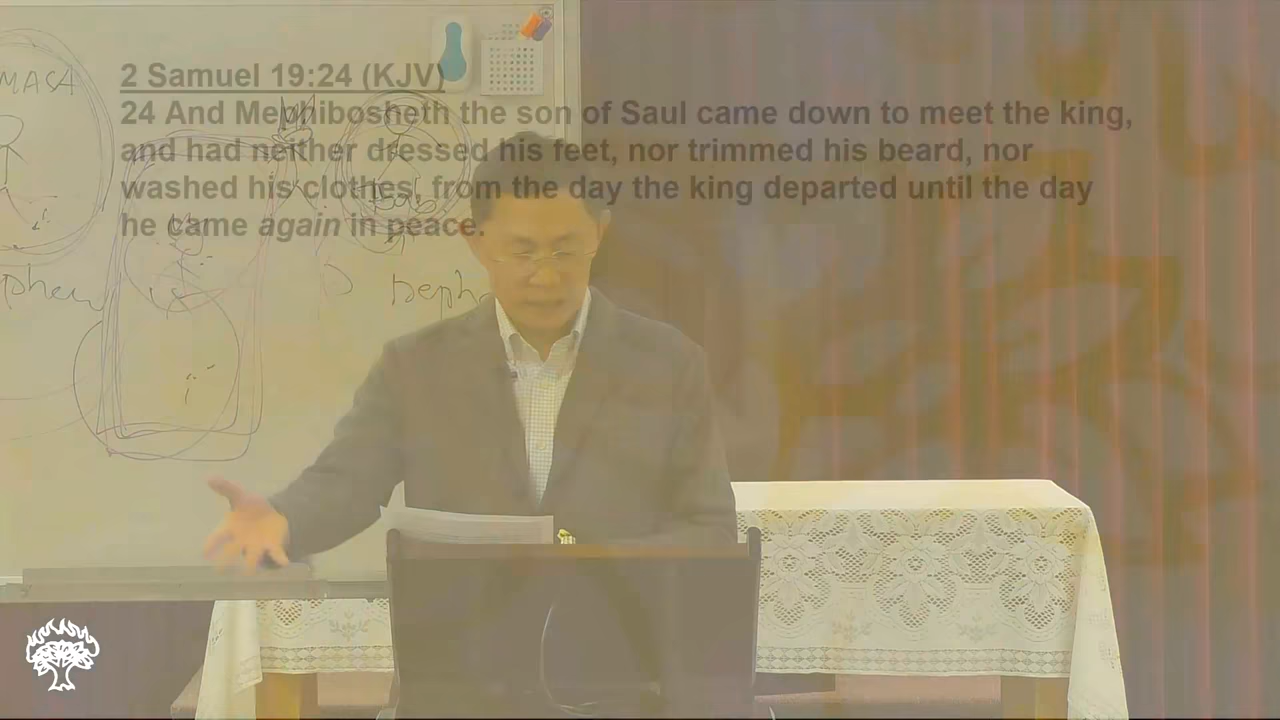 2 Samuel 19:24 (KJV)
24 And Mephibosheth the son of Saul came down to meet the king,
and had neither dressed his feet, nor trimmed his beard, nor
washed his clothes, from the day the king departed until the day
he came again in peace.
MASA